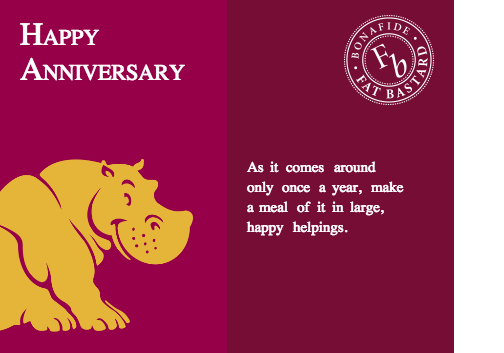 HAPPY
ANNIVERSARY
BONAFIDE
Fb
FAT BASTARD
As it comes around
only once a year, make
a meal of it in large,
happy helpings.